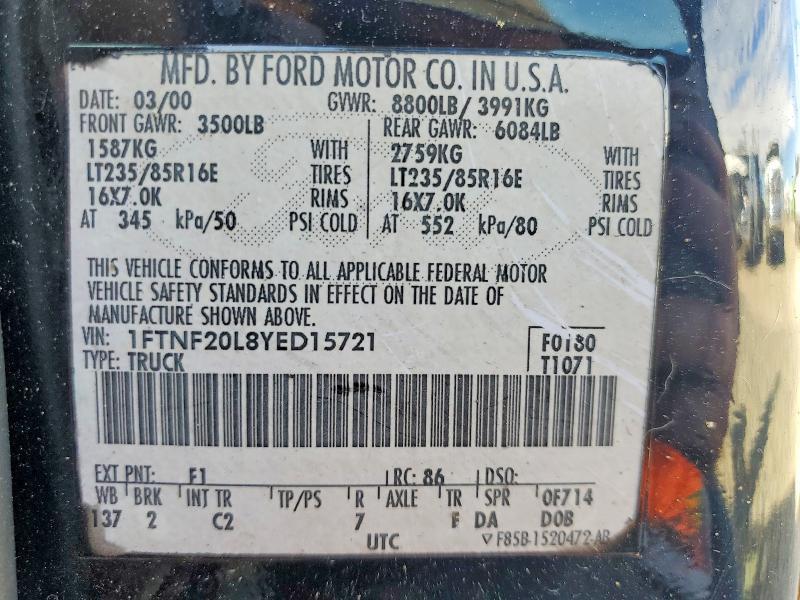 MFD. BY FORD MOTOR CO. IN U.S.A.
DATE: 03/00 GVWR: 8800LB/ 3991KG
FRONT GAWR: 3500LB REAR GAWR: 6084LB
1587KG WITH 2759KG WITH
LT235/85R16E TIRES LT235/85R16E TIRES
16X7.0K RIMS 16X7.0K RIMS
AT 345 kPa/50 PSI COLD AT 552 kPa/80 PSI COLD
THIS VEHICLE CONFORMS TO ALL APPLICABLE FEDERAL MOTOR
VEHICLE SAFETY STANDARDS IN EFFECT ON THE DATE OF
MANUFACTURE SHOWN ABOVE.
VIN: 1FTNF20L8YED15721 F0180
TYPE: TRUCK T1071
EXT PNT: F1 RC: 86 DSO:
WB BRK INT TR TP/PS R AXLE TR SPR 0F714
137 2 C2 7 F DA DOB
UTC F85B-1520472-AB